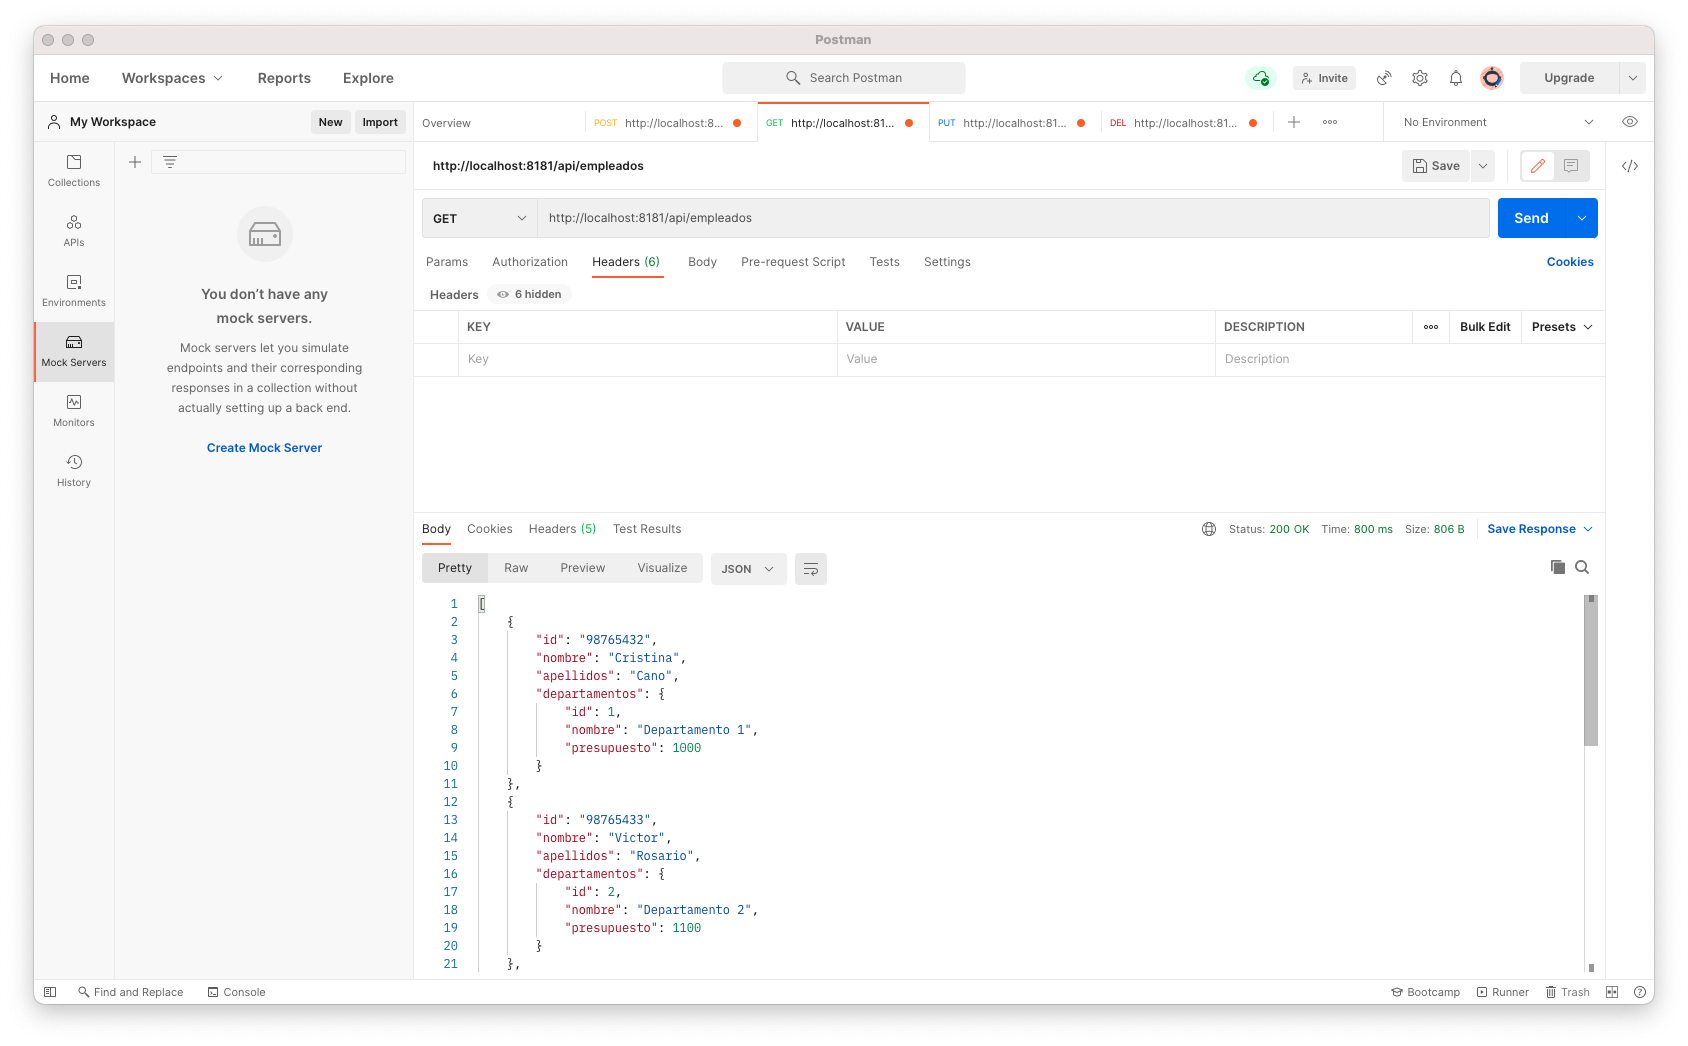 Postman
Home Workspaces Reports Explore Search Postman Invite Upgrade
My Workspace New Import
Overview POST http://localhost:8... GET http://localhost:81... PUT http://localhost:81... DEL http://localhost:81... No Environment
Collections
APIs
Environments
Mock Servers
Monitors
History
You don't have any
mock servers.
Mock servers let you simulate
endpoints and their corresponding
responses in a collection without
actually setting up a back end.
Create Mock Server
http://localhost:8181/api/empleados Save
GET http://localhost:8181/api/empleados Send
Params Authorization Headers (6) Body Pre-request Script Tests Settings Cookies
Headers 6 hidden
KEY VALUE DESCRIPTION Bulk Edit Presets
Key Value Description
Body Cookies Headers (5) Test Results Status: 200 OK Time: 800 ms Size: 806 B Save Response
Pretty Raw Preview Visualize JSON
1 [
2 {
3 "id": "98765432",
4 "nombre": "Cristina",
5 "apellidos": "Cano",
6 "departamentos": {
7 "id": 1,
8 "nombre": "Departamento 1",
9 "presupuesto": 1000
10 }
11 },
12 {
13 "id": "98765433",
14 "nombre": "Victor",
15 "apellidos": "Rosario",
16 "departamentos": {
17 "id": 2,
18 "nombre": "Departamento 2",
19 "presupuesto": 1100
20 }
21 },
Find and Replace Console Bootcamp Runner Trash